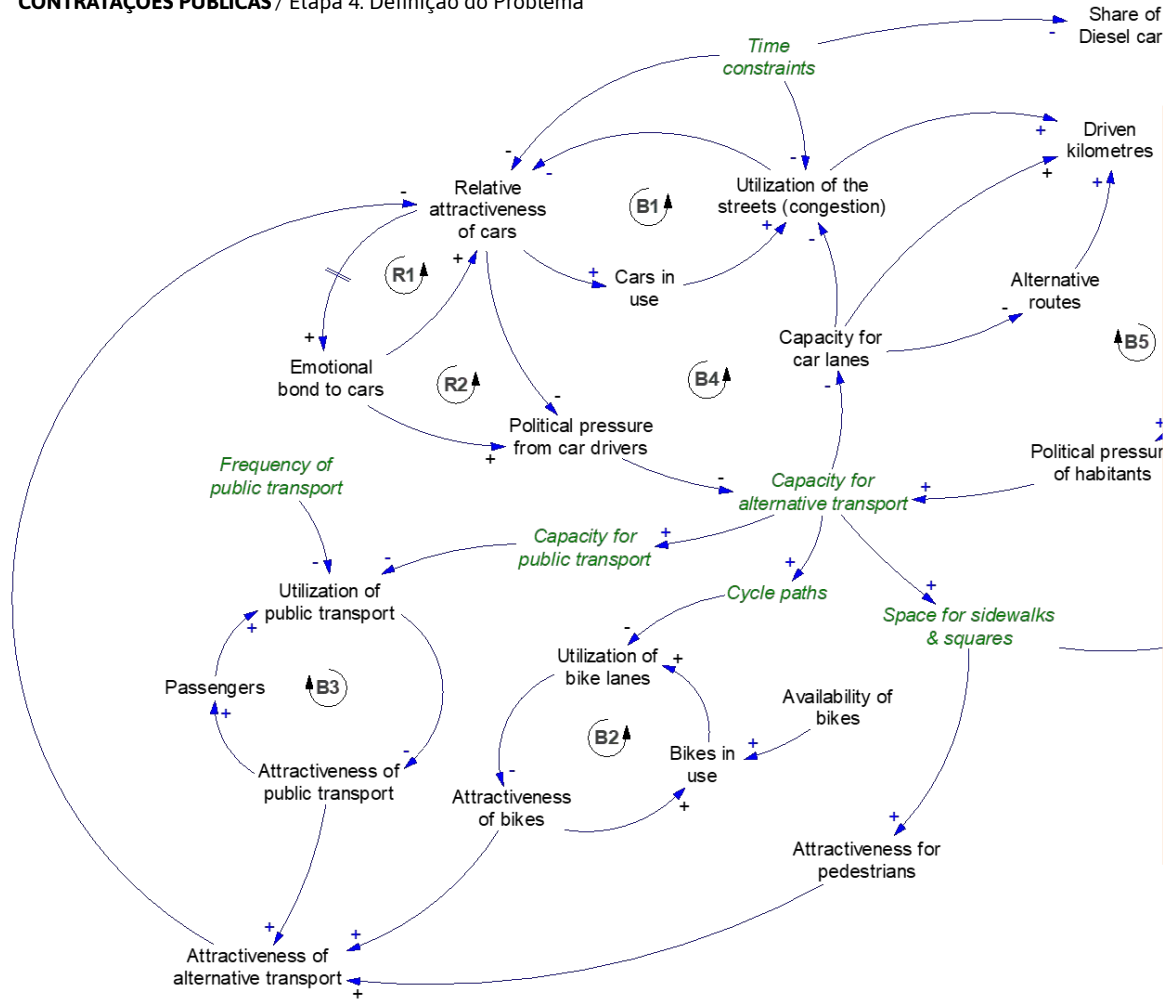 CONTRATAÇÕES PÚBLICAS / Etapa 4. Definição do Problema
Share of
Diesel car
Time
constraints
-
-
-
Driven
kilometres
+
+
+
Relative
attractiveness
of cars
-
-
Utilization of the
streets (congestion)
+
-
B1
R1
+
+
Cars in
use
Alternative
routes
-
Capacity for
car lanes
-
B5
+
Emotional
bond to cars
R2
B4
-
Political pressure
from car drivers
+
-
Frequency of
public transport
Capacity for
alternative transport
+
+
Political pressur
of habitants
Capacity for
public transport
+
-
-
Utilization of
public transport
+
+
Cycle paths
+
Space for sidewalks
& squares
-
Utilization of
bike lanes
+
Passengers
+
B3
Availability of
bikes
B2
+
Bikes in
use
+
-
Attractiveness of
public transport
-
Attractiveness
of bikes
+
Attractiveness for
pedestrians
+
+
Attractiveness of
alternative transport
+